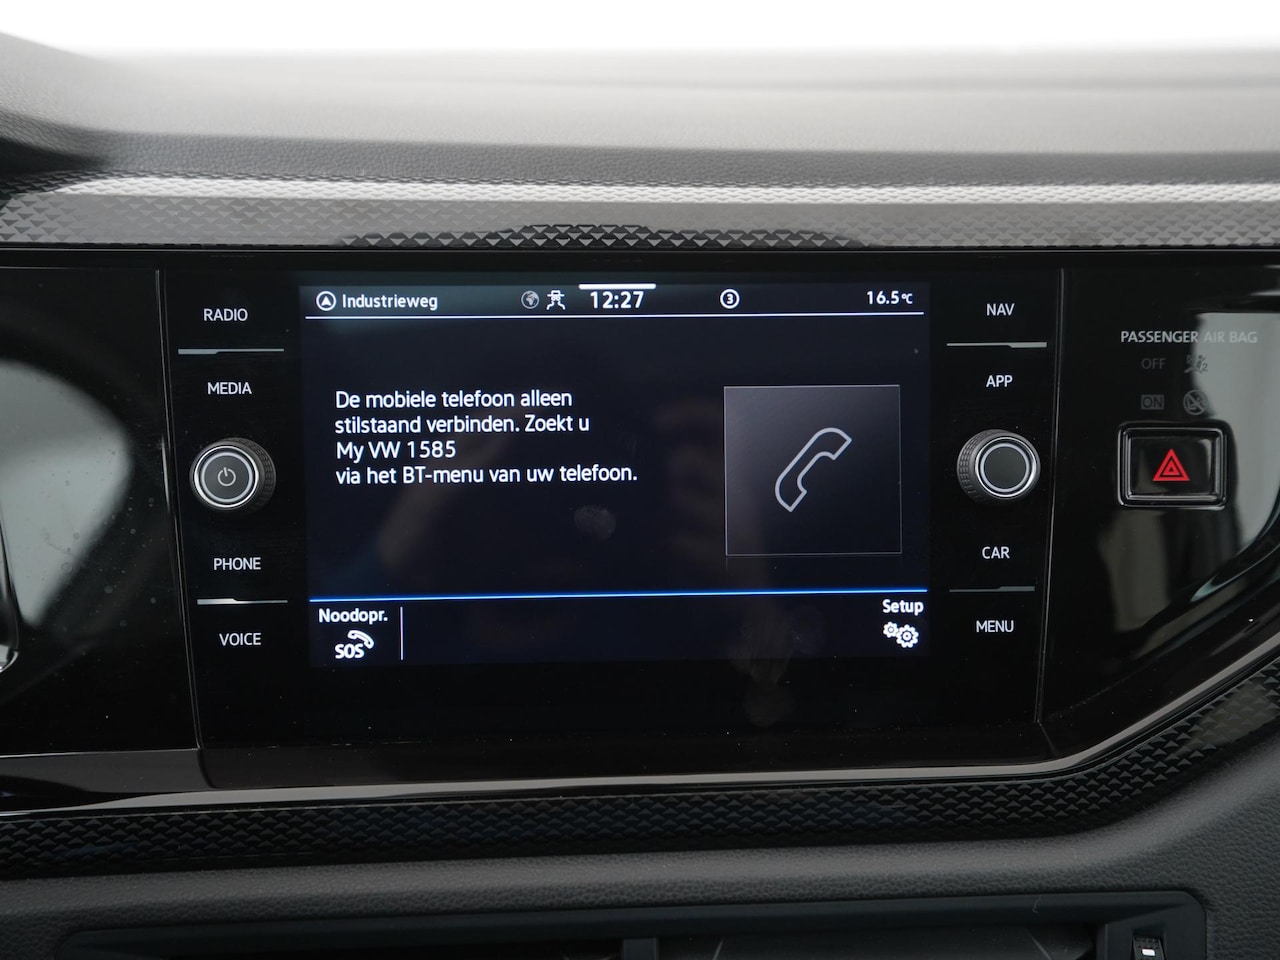 Industrieweg 12:27 3 16.5°C
RADIO
MEDIA
PHONE
VOICE
De mobiele telefoon alleen
stilstaand verbinden. Zoekt u
My VW 1585
via het BT-menu van uw telefoon.
Noodopr.
SOS
Setup
NAV
APP
CAR
MENU
PASSENGER AIR BAG
OFF
ON